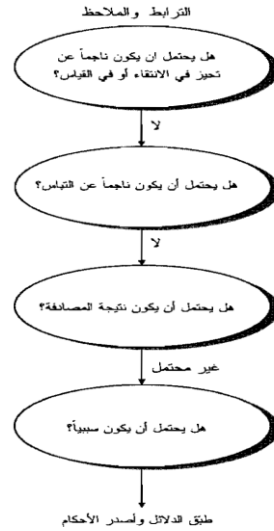 الترابط والملاحظ
هل يحتمل ان يكون ناجماً عن
تحيز في الانتقاء أو في القياس؟
لا
هل يحتمل أن يكون ناجماً عن التباس؟
لا
هل يحتمل أن يكون نتيجة المصادفة؟
غير محتمل
هل يحتمل أن يكون سببياً؟
طبّق الدلائل وأصدر الأحكام